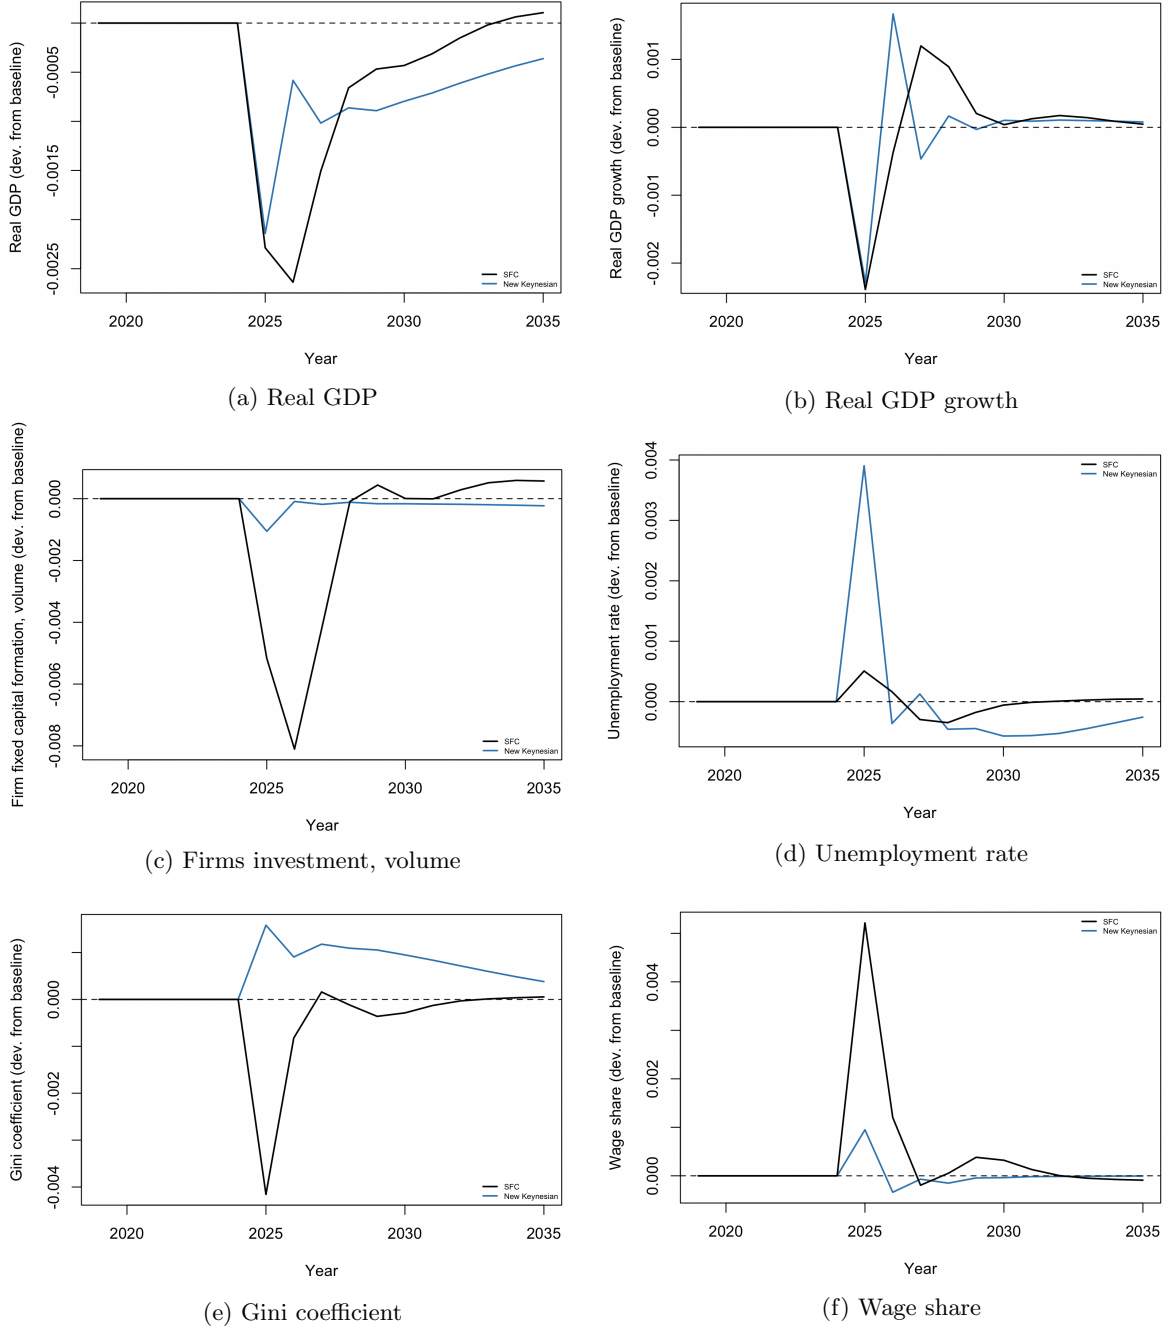 Real GDP (dev. from baseline)
-0.0005
-0.0015
-0.0025
SFC
New Keynesian
2020 2025 2030 2035
Year
(a) Real GDP
Real GDP growth (dev. from baseline)
0.001
0.000
-0.001
-0.002
SFC
New Keynesian
2020 2025 2030 2035
Year
(b) Real GDP growth
Firm fixed capital formation, volume (dev. from baseline)
0.000
-0.002
-0.004
-0.006
-0.008
SFC
New Keynesian
2020 2025 2030 2035
Year
(c) Firms investment, volume
Unemployment rate (dev. from baseline)
0.004
0.003
0.002
0.001
0.000
SFC
New Keynesian
2020 2025 2030 2035
Year
(d) Unemployment rate
Gini coefficient (dev. from baseline)
0.000
-0.002
-0.004
SFC
New Keynesian
2020 2025 2030 2035
Year
(e) Gini coefficient
Wage share (dev. from baseline)
0.004
0.002
0.000
SFC
New Keynesian
2020 2025 2030 2035
Year
(f) Wage share